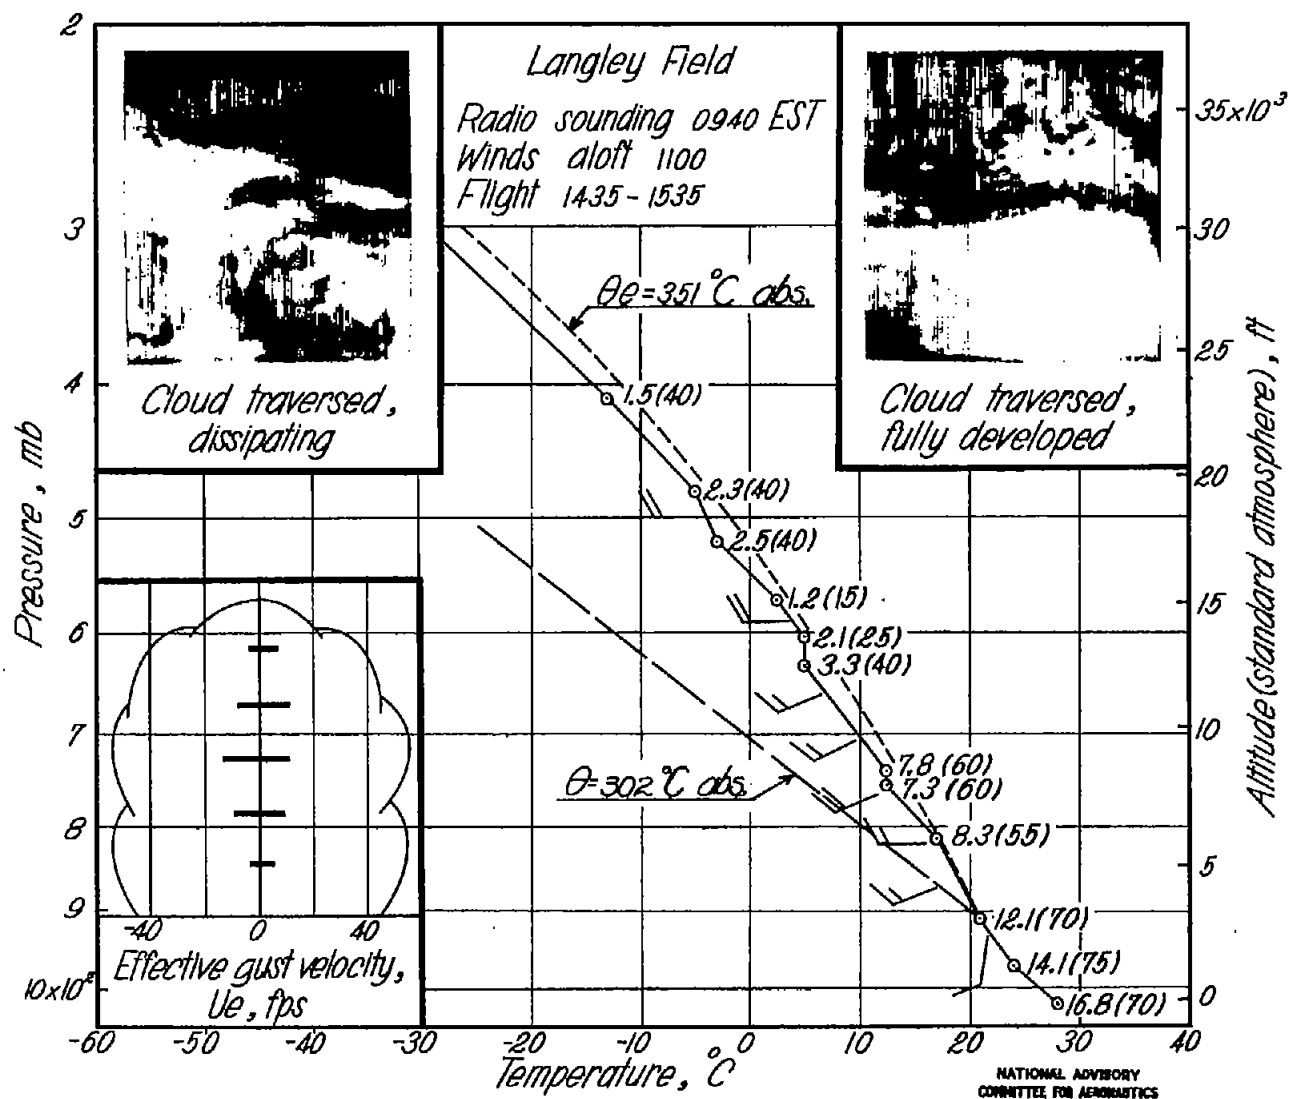 Langley Field
Radio sounding 0940 EST
Winds aloft 1100
Flight 1435-1535
Cloud traversed,
dissipating
Cloud traversed,
fully developed
θe=351 °C abs.
θ=302 °C abs.
1.5(40)
2.3(40)
2.5(40)
1.2(15)
2.1(25)
3.3(40)
7.8(60)
7.3(60)
8.3(55)
12.1(70)
14.1(75)
16.8(70)
Pressure, mb
2
3
4
5
6
7
8
9
10x10²
Altitude (standard atmosphere), ft
35x10³
30
25
20
15
10
5
0
-40 0 40
Effective gust velocity,
Ue, fps
-60 -50 -40 -30 -20 -10 0 10 20 30 40
Temperature, °C
NATIONAL ADVISORY
COMMITTEE FOR AERONAUTICS